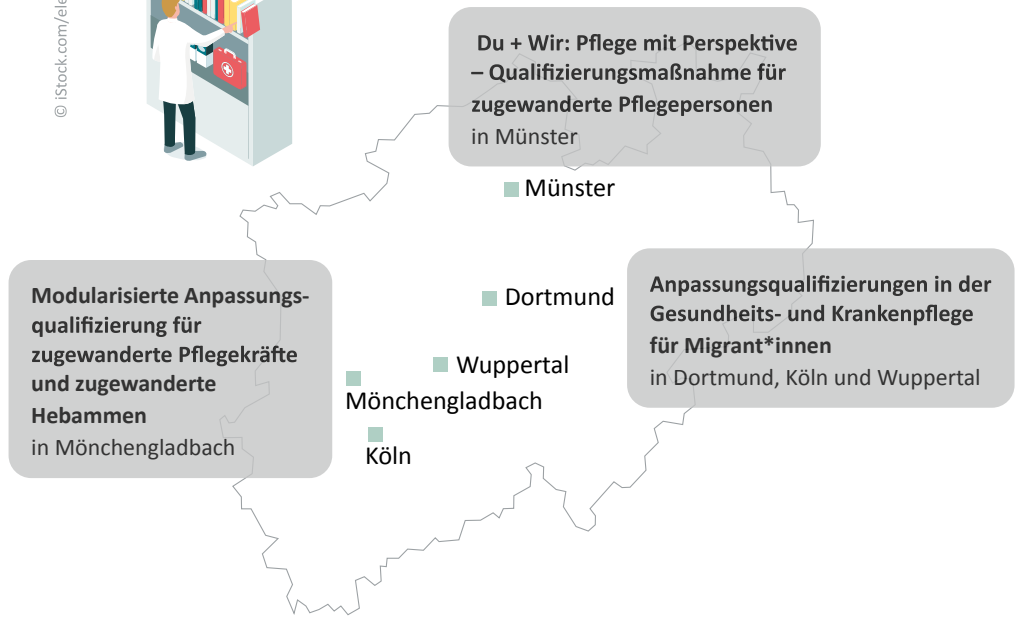 © iStock.com/ele
Du + Wir: Pflege mit Perspektive
– Qualifizierungsmaßnahme für
zugewanderte Pflegepersonen
in Münster
Münster
Modularisierte Anpassungs-
qualifizierung für
zugewanderte Pflegekräfte
und zugewanderte
Hebammen
in Mönchengladbach
Dortmund
Anpassungsqualifizierungen in der
Gesundheits- und Krankenpflege
für Migrant*innen
in Dortmund, Köln und Wuppertal
Wuppertal
Mönchengladbach
Köln